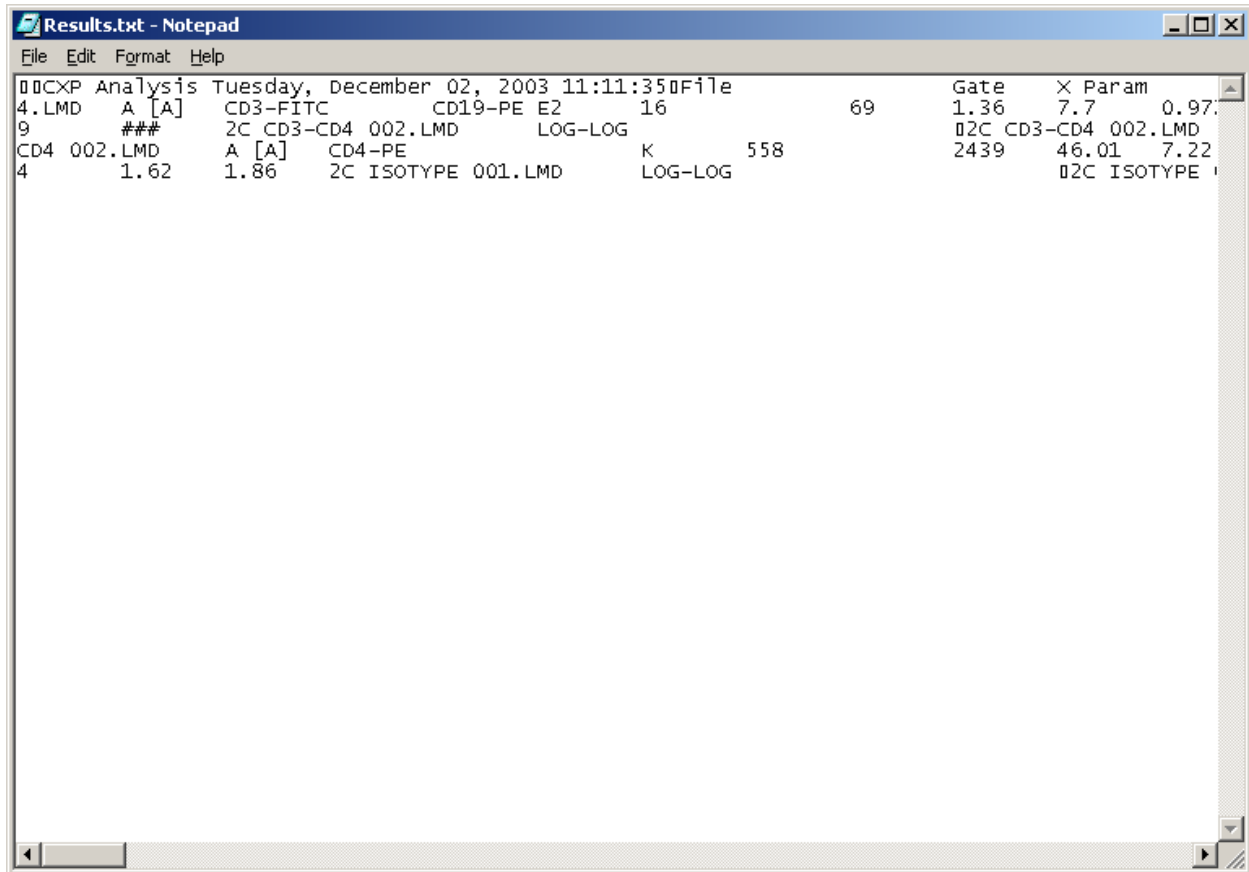 Results.txt - Notepad
File Edit Format Help
▯▯CXP Analysis Tuesday, December 02, 2003 11:11:35▯File Gate X Param
4.LMD A [A] CD3-FITC CD19-PE E2 16 69 1.36 7.7 0.97
9 ### 2C CD3-CD4 002.LMD LOG-LOG ▯2C CD3-CD4 002.LMD
CD4 002.LMD A [A] CD4-PE K 558 2439 46.01 7.22
4 1.62 1.86 2C ISOTYPE 001.LMD LOG-LOG ▯2C ISOTYPE